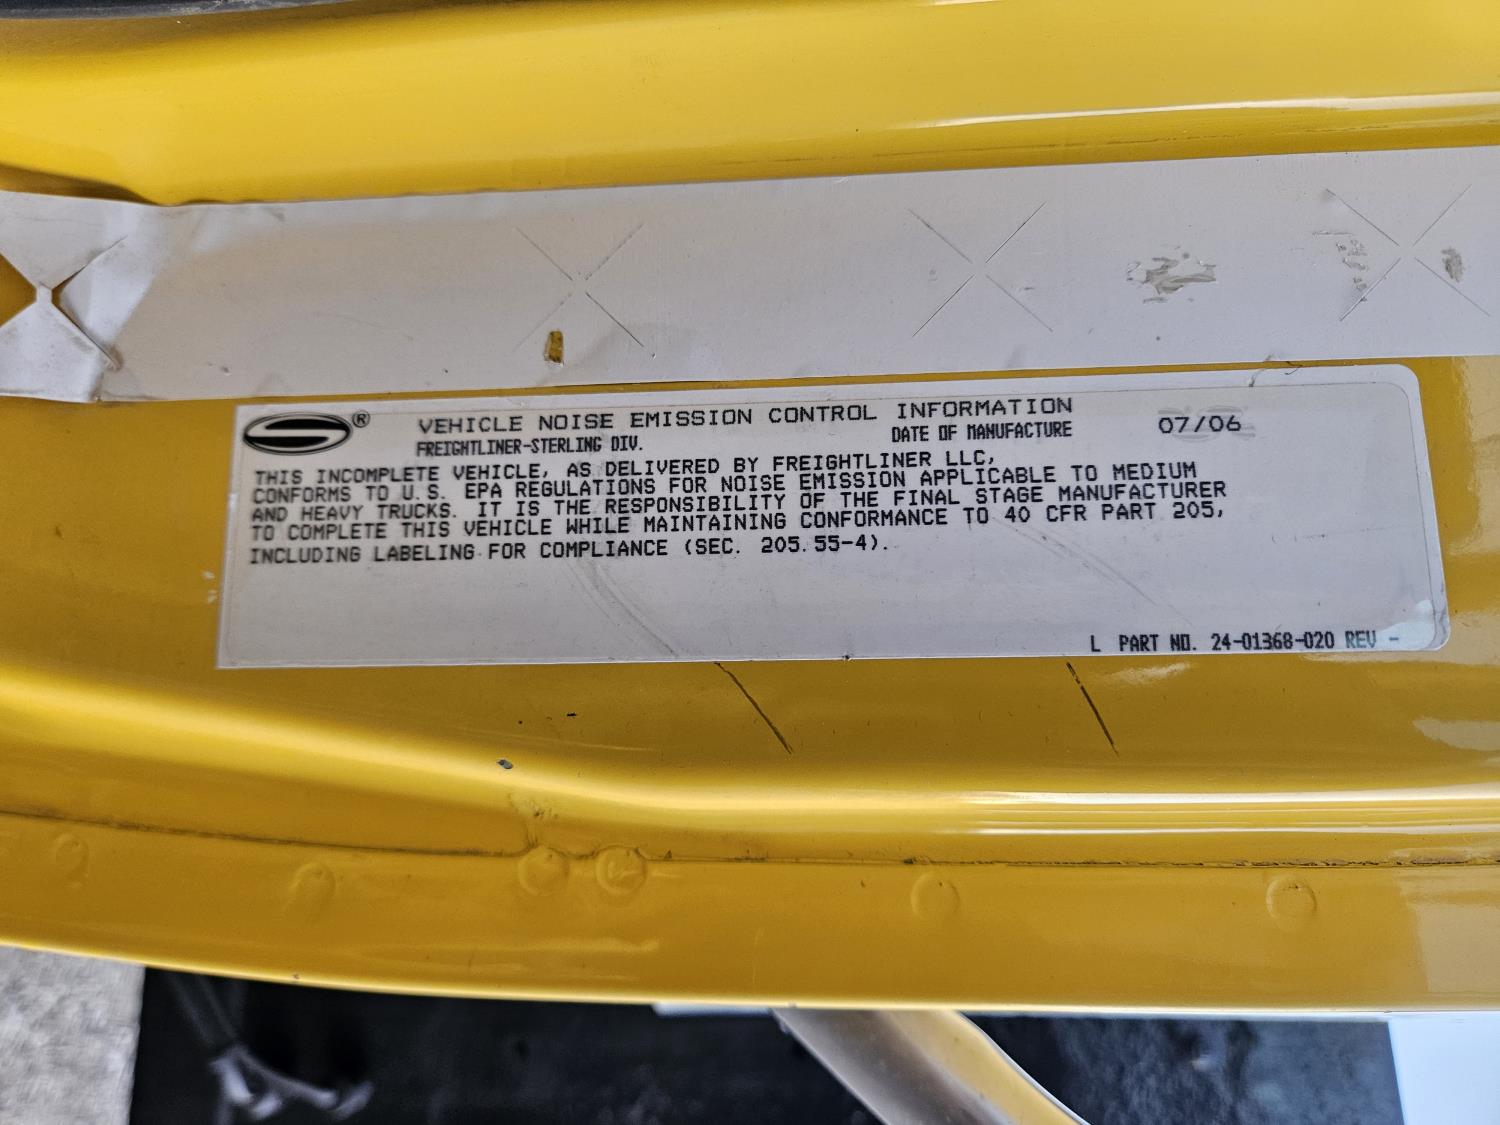 ® VEHICLE NOISE EMISSION CONTROL INFORMATION
FREIGHTLINER-STERLING DIV. DATE OF MANUFACTURE 07/06
THIS INCOMPLETE VEHICLE, AS DELIVERED BY FREIGHTLINER LLC,
CONFORMS TO U.S. EPA REGULATIONS FOR NOISE EMISSION APPLICABLE TO MEDIUM
AND HEAVY TRUCKS. IT IS THE RESPONSIBILITY OF THE FINAL STAGE MANUFACTURER
TO COMPLETE THIS VEHICLE WHILE MAINTAINING CONFORMANCE TO 40 CFR PART 205,
INCLUDING LABELING FOR COMPLIANCE (SEC. 205.55-4).
L PART NO. 24-01368-020 REV -